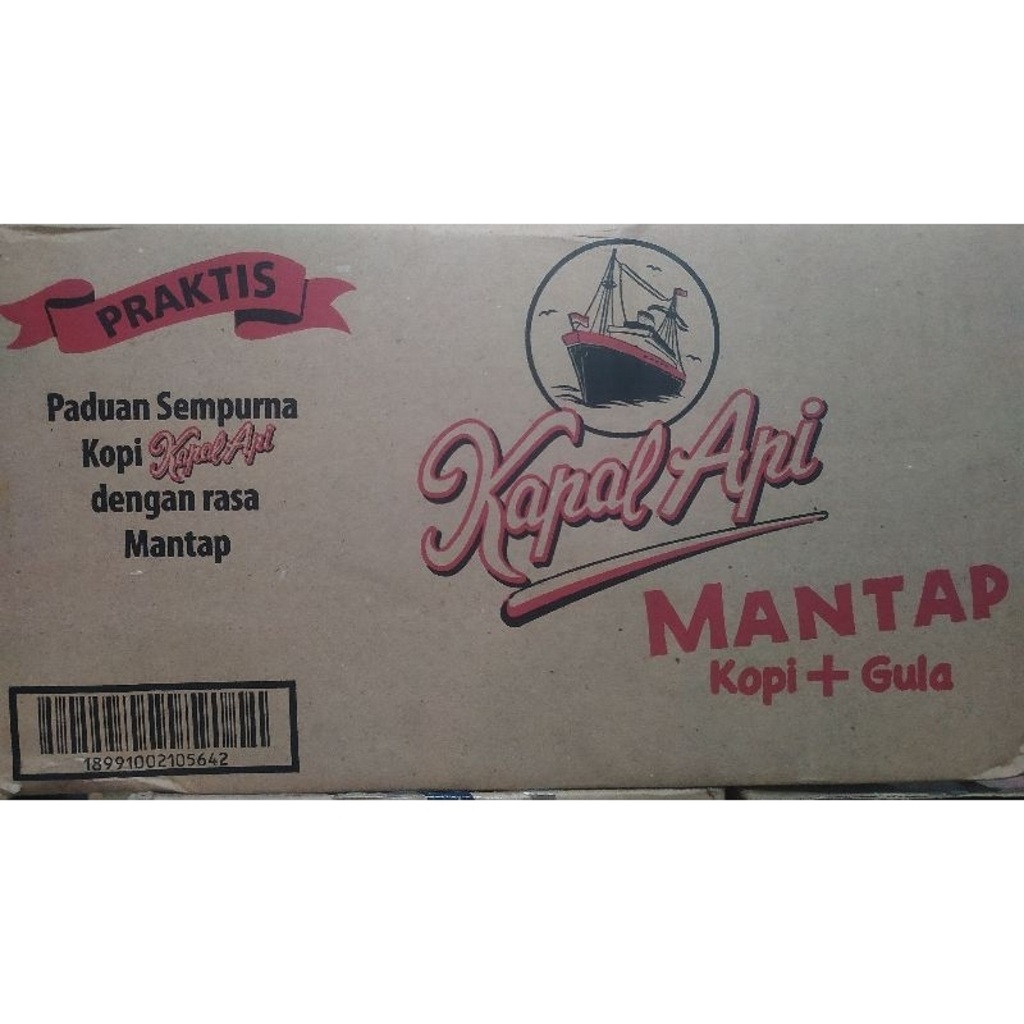 PRAKTIS
Paduan Sempurna
Kopi Kapal Api
dengan rasa
Mantap
18991002105642
Kapal Api
MANTAP
Kopi + Gula